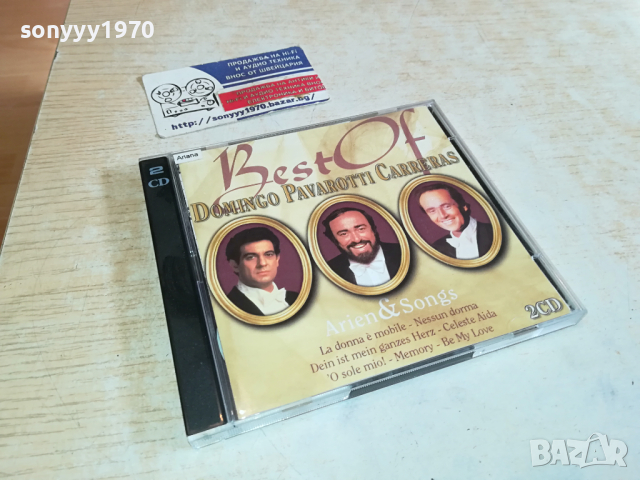 sonyyy1970
ПРОДАЖБА НА HI-FI
И АУДИО ТЕХНИКА
ВНОС ОТ ШВЕЙЦАРИЯ
http://sonyyy1970.bazar.bg/
Ariana
2
CD
Best Of
DOMINGO PAVAROTTI CARRERAS
Arien & Songs
2CD
La donna è mobile - Nessun dorma
Dein ist mein ganzes Herz - Celeste Aida
'O sole mio! - Memory - Be My Love
BAZAR
sonyyy1970